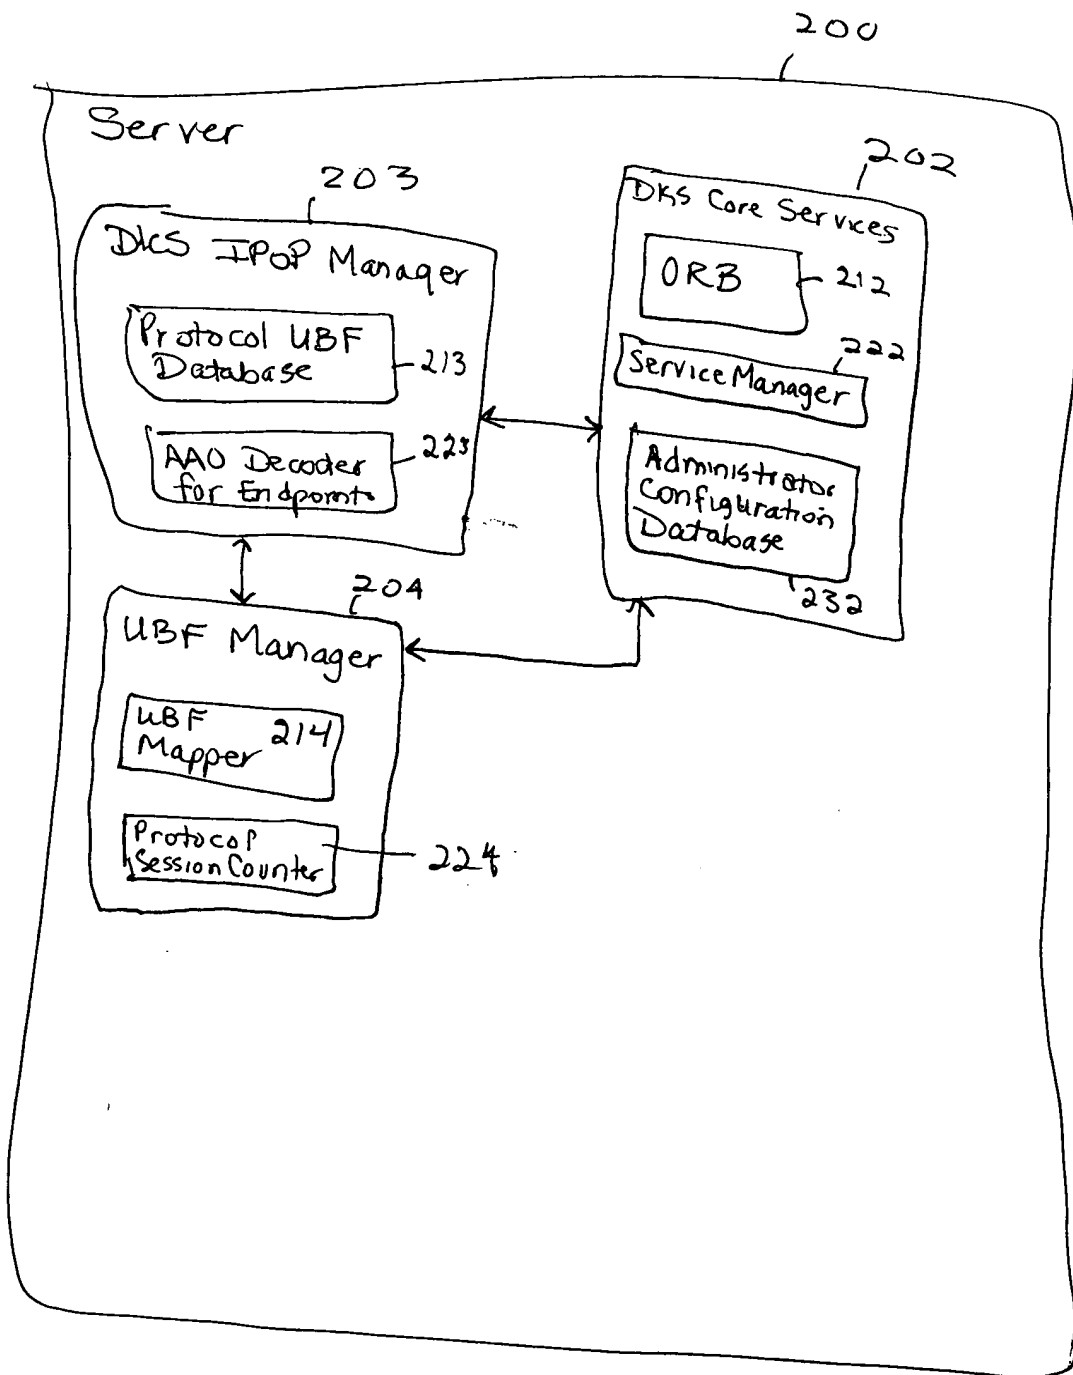 200
Server
203
DKS IPOP Manager
Protocol UBF
Database
213
AAO Decoder
for Endpoints
223
202
DKS Core Services
ORB
212
222
Service Manager
Administrator
Configuration
Database
232
204
UBF Manager
UBF
Mapper
214
Protocol
Session Counter
224